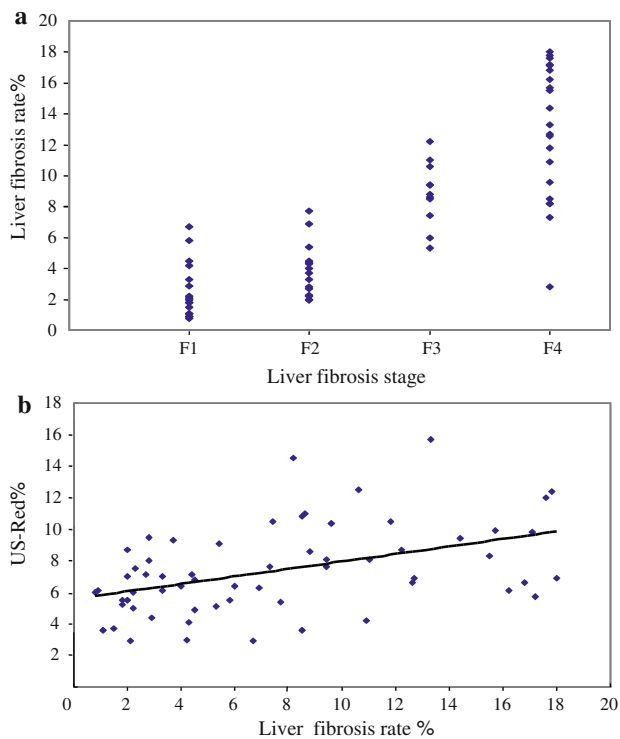 a
Liver fibrosis rate%
18
16
14
12
10
8
6
4
2
0
F1 F2 F3 F4
Liver fibrosis stage
b
US-Red%
18
16
14
12
10
8
6
4
2
0 2 4 6 8 10 12 14 16 18 20
Liver fibrosis rate %